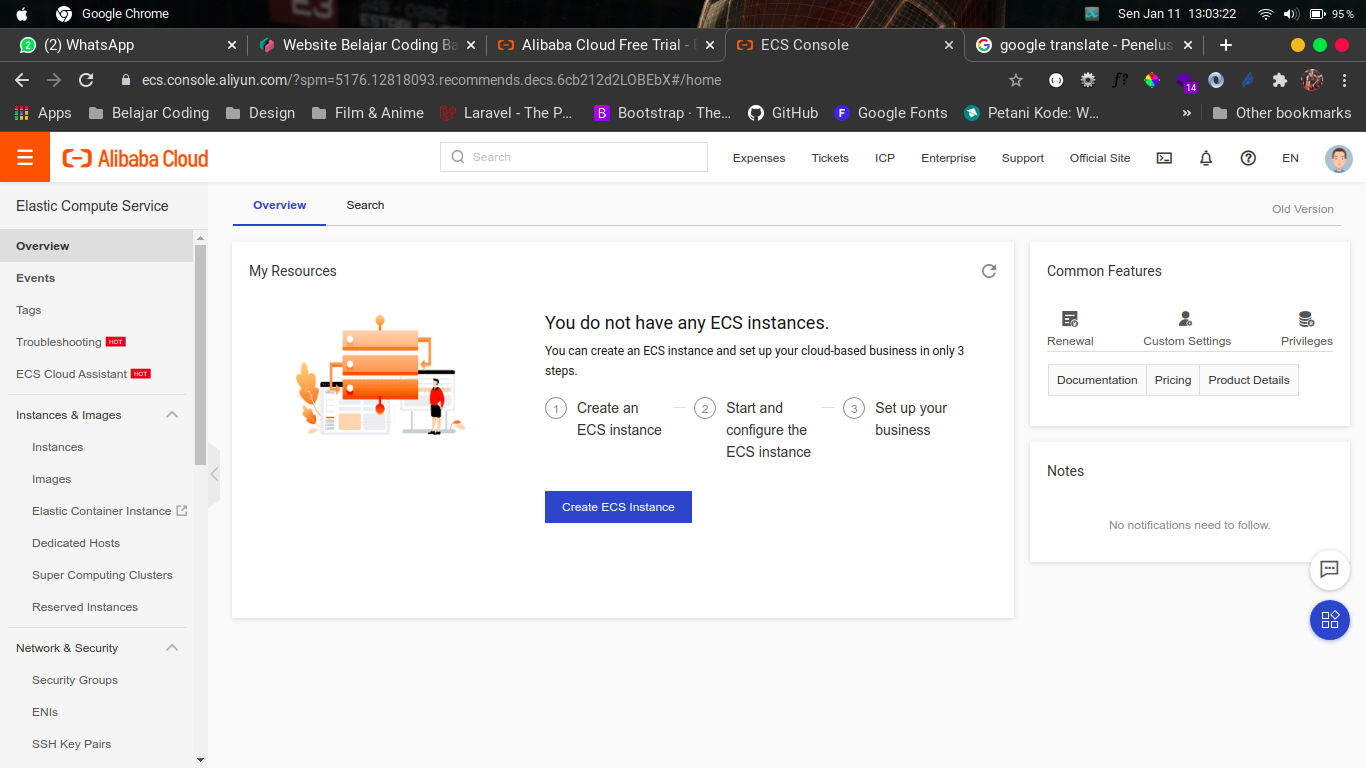 Google Chrome
Sen Jan 11 13:03:22
95 %
(2) WhatsApp
Website Belajar Coding Ba
Alibaba Cloud Free Trial -
ECS Console
google translate - Penelus
ecs.console.aliyun.com/?spm=5176.12818093.recommends.decs.6cb212d2LOBEbX#/home
f?
14
Apps
Belajar Coding
Design
Film & Anime
Laravel - The P...
B
Bootstrap · The...
GitHub
F
Google Fonts
Petani Kode: W...
»
Other bookmarks
Alibaba Cloud
Search
Expenses
Tickets
ICP
Enterprise
Support
Official Site
EN
Elastic Compute Service
Overview
Events
Tags
Troubleshooting HOT
ECS Cloud Assistant HOT
Instances & Images
Instances
Images
Elastic Container Instance
Dedicated Hosts
Super Computing Clusters
Reserved Instances
Network & Security
Security Groups
ENIs
SSH Key Pairs
Overview
Search
Old Version
My Resources
You do not have any ECS instances.
You can create an ECS instance and set up your cloud-based business in only 3
steps.
1
Create an
ECS instance
2
Start and
configure the
ECS instance
3
Set up your
business
Create ECS Instance
Common Features
Renewal
Custom Settings
Privileges
Documentation
Pricing
Product Details
Notes
No notifications need to follow.